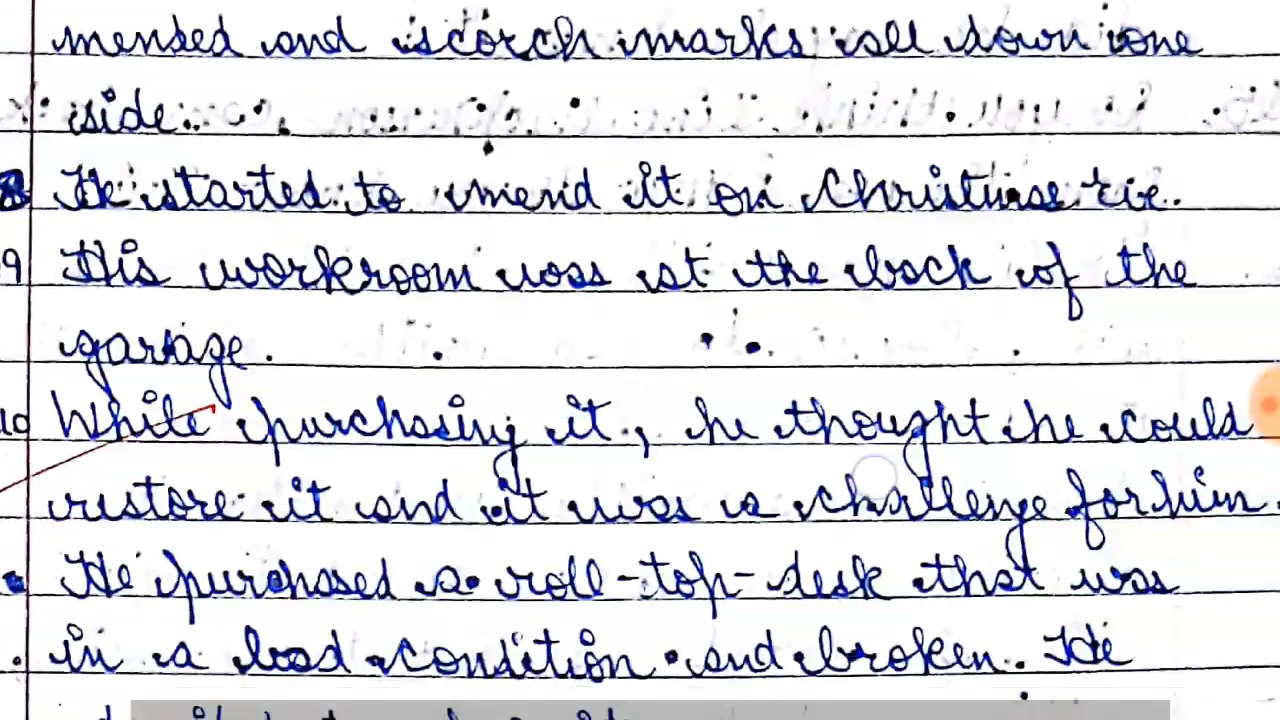 mended and scorch marks all down one
side.
8 He started to mend it on Christmas eve.
9 His workroom was at the back of the
garage.
10 While purchasing it, he thought he could
restore it and it was a challenge for him.
He purchased a roll-top-desk that was
in a bad condition and broken. He